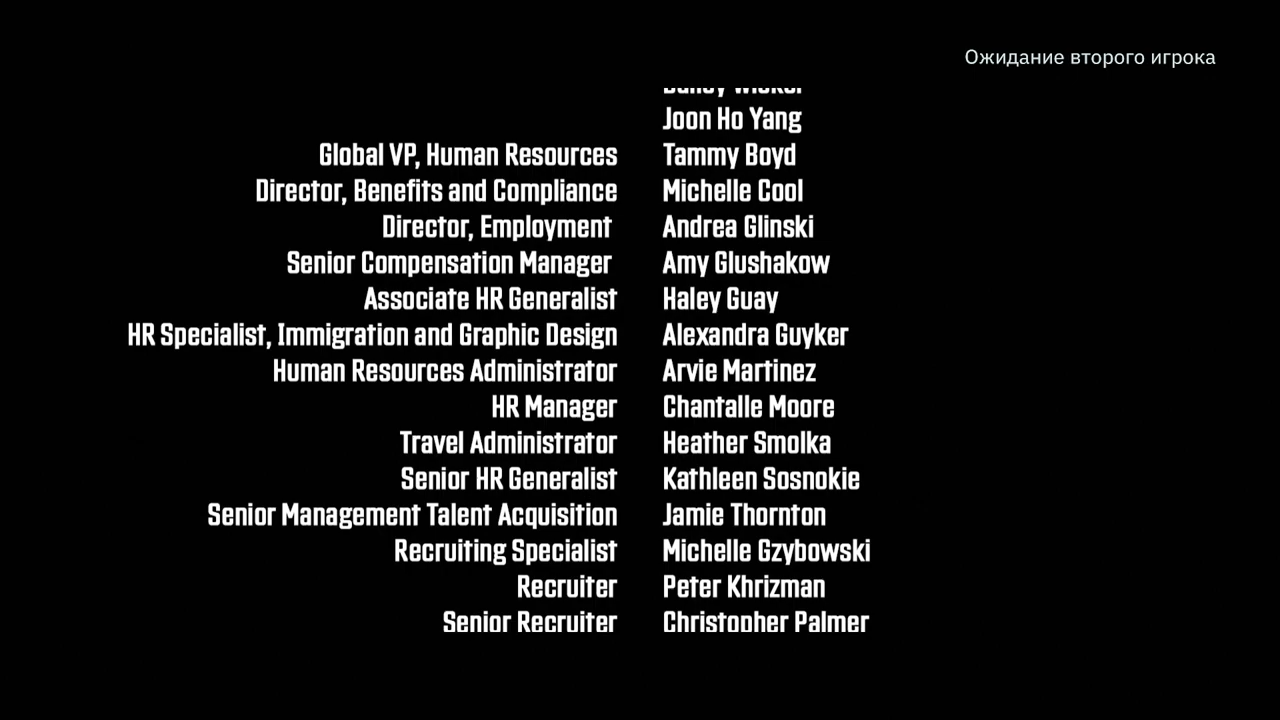 Ожидание второго игрока
Joon Ho Yang
Global VP, Human Resources Tammy Boyd
Director, Benefits and Compliance Michelle Cool
Director, Employment Andrea Glinski
Senior Compensation Manager Amy Glushakow
Associate HR Generalist Haley Guay
HR Specialist, Immigration and Graphic Design Alexandra Guyker
Human Resources Administrator Arvie Martinez
HR Manager Chantalle Moore
Travel Administrator Heather Smolka
Senior HR Generalist Kathleen Sosnokie
Senior Management Talent Acquisition Jamie Thornton
Recruiting Specialist Michelle Gzybowski
Recruiter Peter Khrizman
Senior Recruiter Christopher Palmer